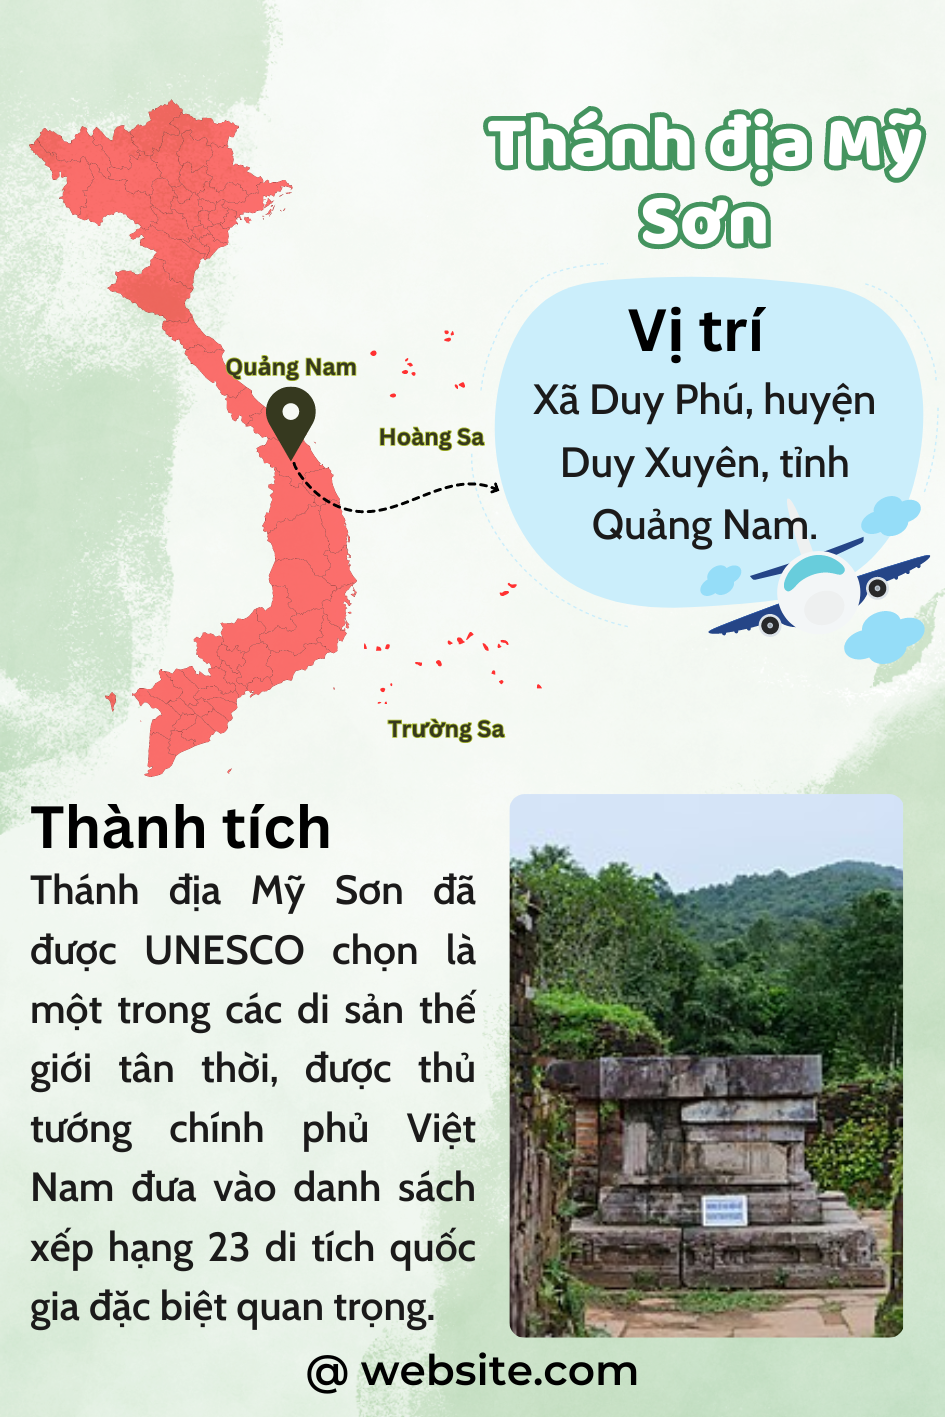 Thánh địa Mỹ
Sơn
Vị trí
Xã Duy Phú, huyện
Duy Xuyên, tỉnh
Quảng Nam.
Quảng Nam
Hoàng Sa
Trường Sa
Thành tích
Thánh địa Mỹ Sơn đã
được UNESCO chọn là
một trong các di sản thế
giới tân thời, được thủ
tướng chính phủ Việt
Nam đưa vào danh sách
xếp hạng 23 di tích quốc
gia đặc biệt quan trọng.
@ website.com